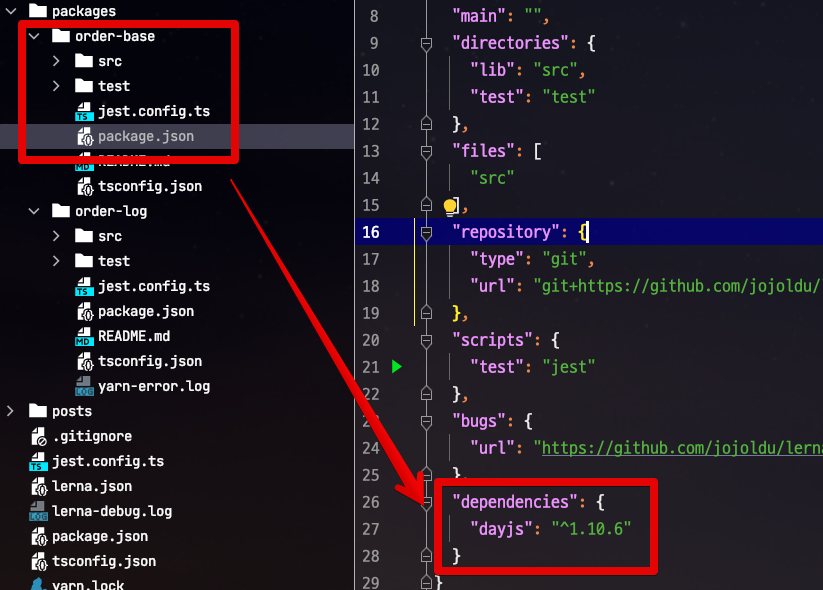 packages
order-base
src
test
jest.config.ts
package.json
README.md
tsconfig.json
order-log
src
test
jest.config.ts
package.json
README.md
tsconfig.json
yarn-error.log
posts
.gitignore
jest.config.ts
lerna.json
lerna-debug.log
package.json
tsconfig.json
yarn.lock
8 "main": "",
9 "directories": {
10 "lib": "src",
11 "test": "test"
12 },
13 "files": [
14 "src"
15 ],
16 "repository": {
17 "type": "git",
18 "url": "git+https://github.com/jojoldu/
19 },
20 "scripts": {
21 "test": "jest"
22 },
23 "bugs": {
24 "url": "https://github.com/jojoldu/lerna
25 },
26 "dependencies": {
27 "dayjs": "^1.10.6"
28 }
29 }